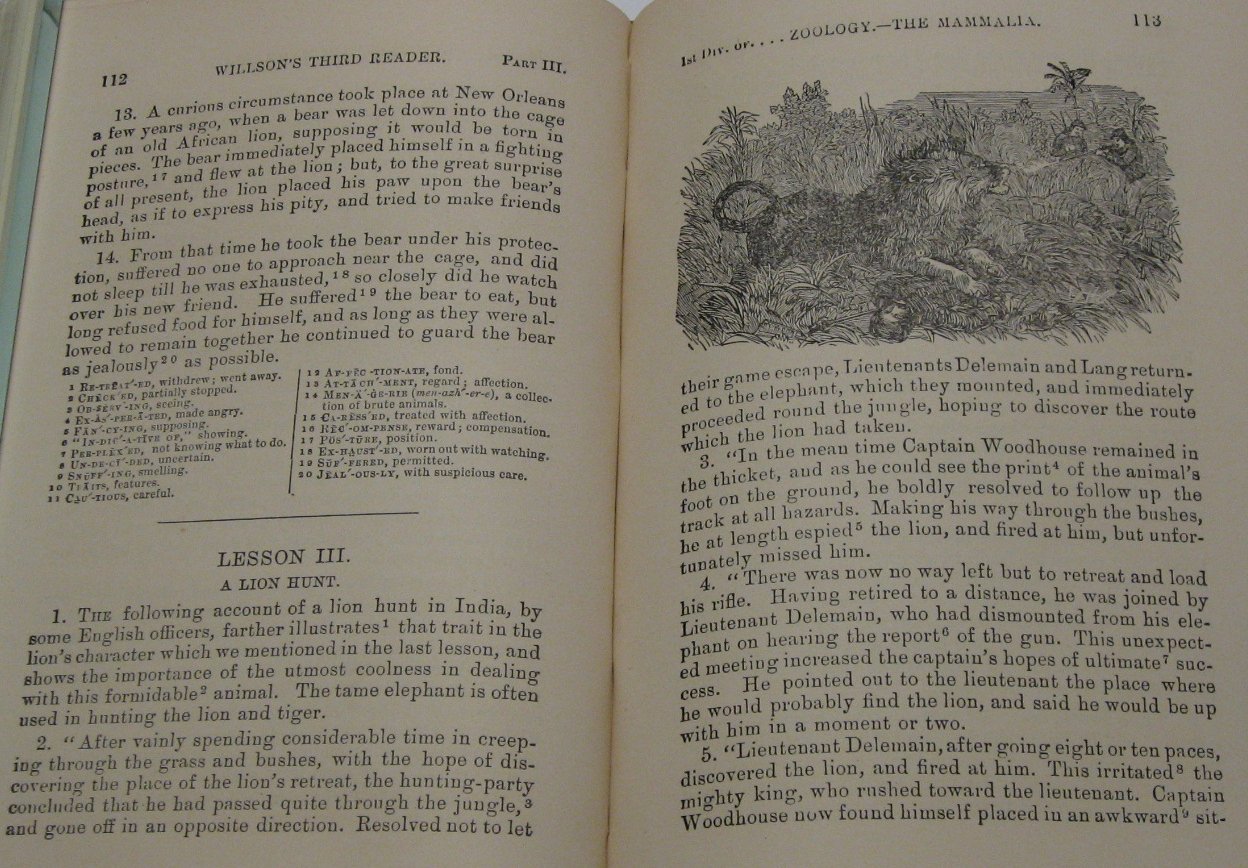 112 WILLSON'S THIRD READER. PART III.
13. A curious circumstance took place at New Orleans
a few years ago, when a bear was let down into the cage
of an old African lion, supposing it would be torn in
pieces. The bear immediately placed himself in a fighting
posture,¹⁷ and flew at the lion; but, to the great surprise
of all present, the lion placed his paw upon the bear's
head, as if to express his pity, and tried to make friends
with him.
14. From that time he took the bear under his protec-
tion, suffered no one to approach near the cage, and did
not sleep till he was exhausted,¹⁸ so closely did he watch
over his new friend. He suffered¹⁹ the bear to eat, but
long refused food for himself, and as long as they were al-
lowed to remain together he continued to guard the bear
as jealously²⁰ as possible.
1 RE-TREAT'-ED, withdrew; went away.
2 CHECK'ED, partially stopped.
3 OB-SERV'-ING, seeing.
4 EX-AS'-PER-A-TED, made angry.
5 FAN'-CY-ING, supposing.
6 "IN-DIC'-A-TIVE OF," showing.
7 PER-PLEX'ED, not knowing what to do.
8 UN-DE-CI'-DED, uncertain.
9 SNUFF'-ING, smelling.
10 TRAITS, features.
11 CAU'-TIOUS, careful.
12 AF-FEC'-TION-ATE, fond.
13 AT-TACH'-MENT, regard; affection.
14 MEN-A'-GE-RIE (men-azh'-er-e), a collec-
tion of brute animals.
15 CA-RESS'ED, treated with affection.
16 REC'-OM-PENSE, reward; compensation.
17 POS'-TURE, position.
18 EX-HAUST'-ED, worn out with watching.
19 SUF'-FERED, permitted.
20 JEAL'-OUS-LY, with suspicious care.
LESSON III.
A LION HUNT.
1. THE following account of a lion hunt in India, by
some English officers, farther illustrates¹ that trait in the
lion's character which we mentioned in the last lesson, and
shows the importance of the utmost coolness in dealing
with this formidable² animal. The tame elephant is often
used in hunting the lion and tiger.
2. "After vainly spending considerable time in creep-
ing through the grass and bushes, with the hope of dis-
covering the place of the lion's retreat, the hunting-party
concluded that he had passed quite through the jungle,³
and gone off in an opposite direction. Resolved not to let
1st DIV. OF.... ZOOLOGY.—THE MAMMALIA. 113
their game escape, Lieutenants Delemain and Lang return-
ed to the elephant, which they mounted, and immediately
proceeded round the jungle, hoping to discover the route
which the lion had taken.
3. "In the mean time Captain Woodhouse remained in
the thicket, and as he could see the print⁴ of the animal's
foot on the ground, he boldly resolved to follow up the
track at all hazards. Making his way through the bushes,
he at length espied⁵ the lion, and fired at him, but unfor-
tunately missed him.
4. "There was now no way left but to retreat and load
his rifle. Having retired to a distance, he was joined by
Lieutenant Delemain, who had dismounted from his ele-
phant on hearing the report⁶ of the gun. This unexpect-
ed meeting increased the captain's hopes of ultimate⁷ suc-
cess. He pointed out to the lieutenant the place where
he would probably find the lion, and said he would be up
with him in a moment or two.
5. "Lieutenant Delemain, after going eight or ten paces,
discovered the lion, and fired at him. This irritated⁸ the
mighty king, who rushed toward the lieutenant. Captain
Woodhouse now found himself placed in an awkward⁹ sit-